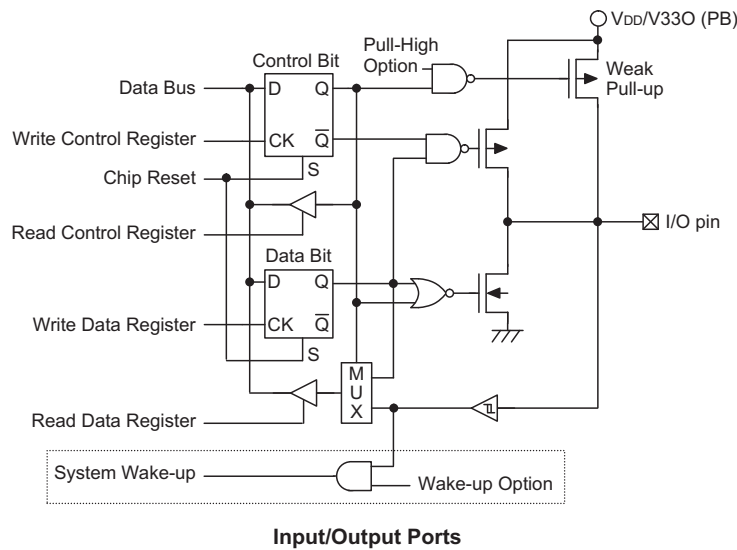 VDD/V33O (PB)
Control Bit
Pull-High
Option
Weak
Pull-up
Data Bus
D Q
Write Control Register
CK Q
Chip Reset
S
Read Control Register
I/O pin
Data Bit
D Q
Write Data Register
CK Q
S
M
U
X
Read Data Register
System Wake-up
Wake-up Option
Input/Output Ports